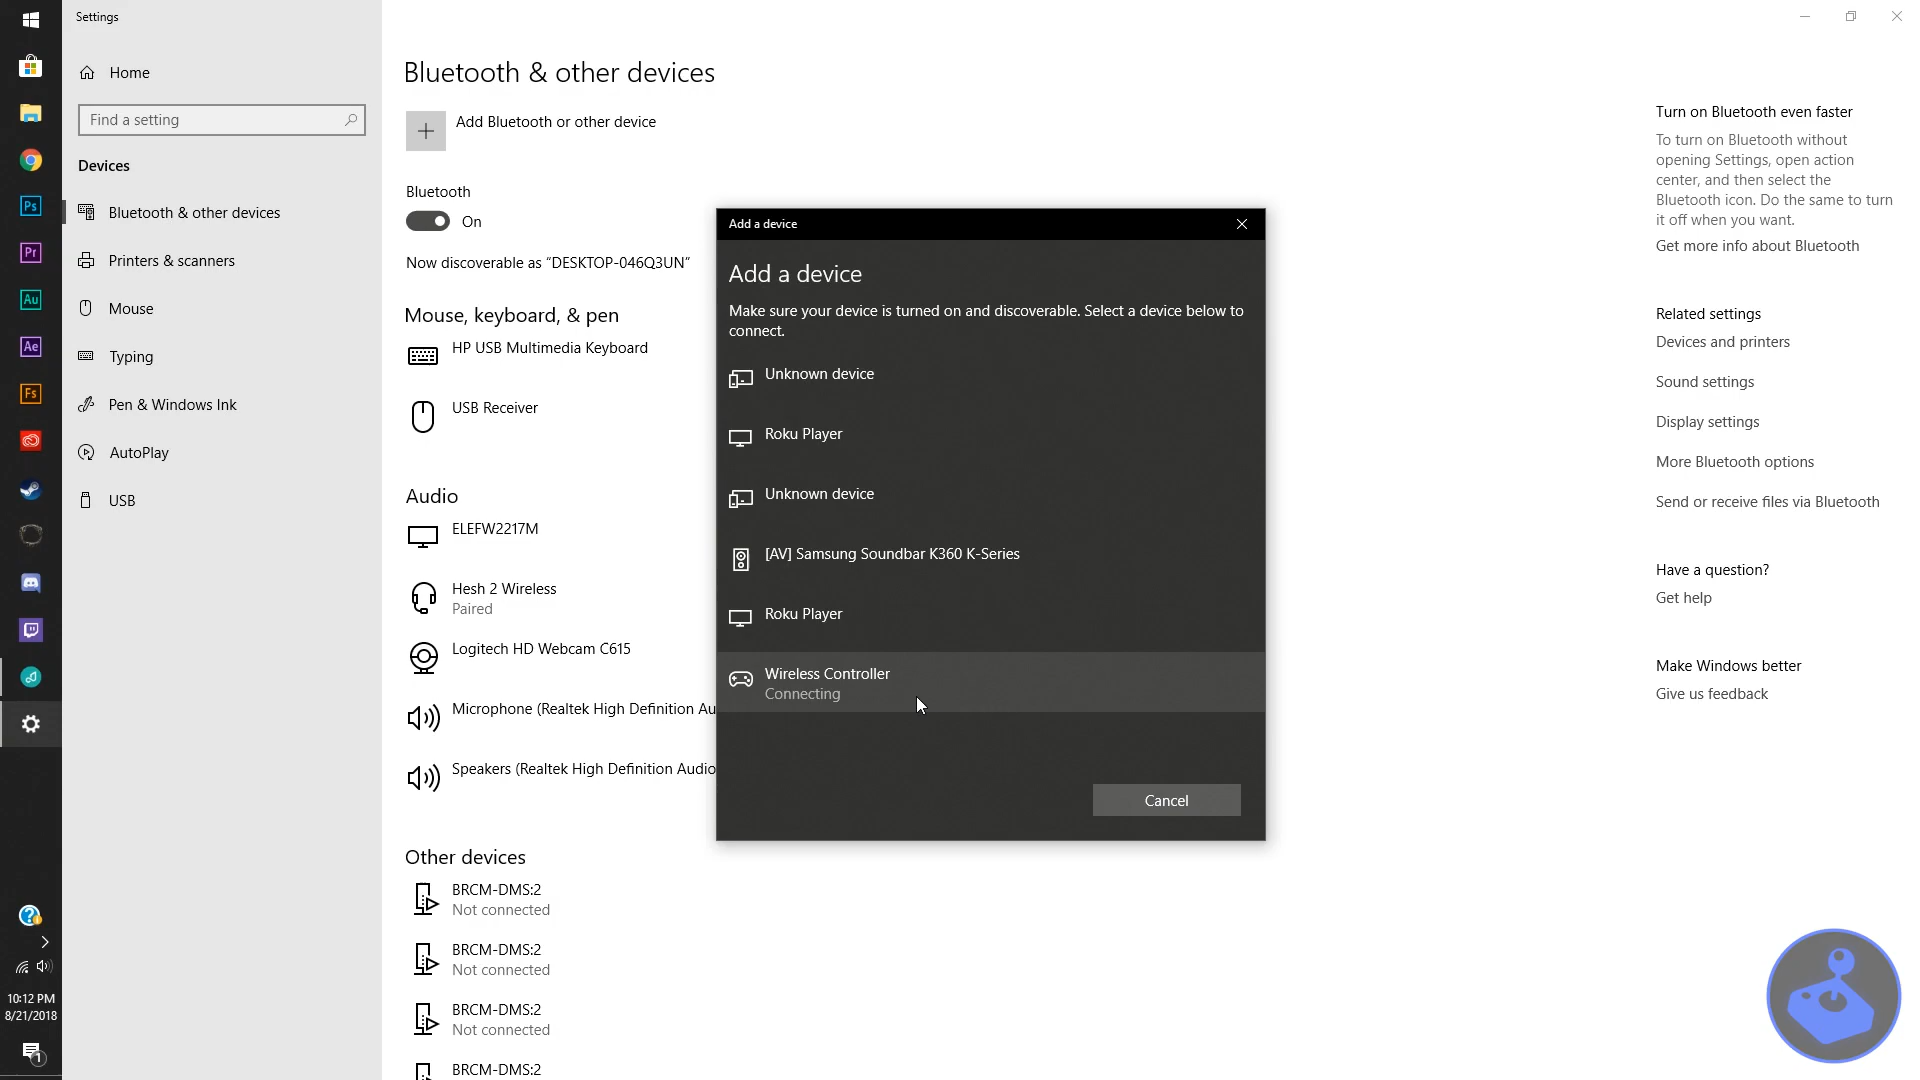 Settings
Home
Find a setting
Devices
Bluetooth & other devices
Printers & scanners
Mouse
Typing
Pen & Windows Ink
AutoPlay
USB
Ps
Pr
Au
Ae
Fs
10:12 PM
8/21/2018
1
Bluetooth & other devices
Add Bluetooth or other device
Bluetooth
On
Now discoverable as "DESKTOP-046Q3UN"
Mouse, keyboard, & pen
HP USB Multimedia Keyboard
USB Receiver
Audio
ELEFW2217M
Hesh 2 Wireless
Paired
Logitech HD Webcam C615
Microphone (Realtek High Definition Au
Speakers (Realtek High Definition Audio
Other devices
BRCM-DMS:2
Not connected
BRCM-DMS:2
Not connected
BRCM-DMS:2
Not connected
BRCM-DMS:2
Add a device
Add a device
Make sure your device is turned on and discoverable. Select a device below to
connect.
Unknown device
Roku Player
Unknown device
[AV] Samsung Soundbar K360 K-Series
Roku Player
Wireless Controller
Connecting
Cancel
Turn on Bluetooth even faster
To turn on Bluetooth without
opening Settings, open action
center, and then select the
Bluetooth icon. Do the same to turn
it off when you want.
Get more info about Bluetooth
Related settings
Devices and printers
Sound settings
Display settings
More Bluetooth options
Send or receive files via Bluetooth
Have a question?
Get help
Make Windows better
Give us feedback